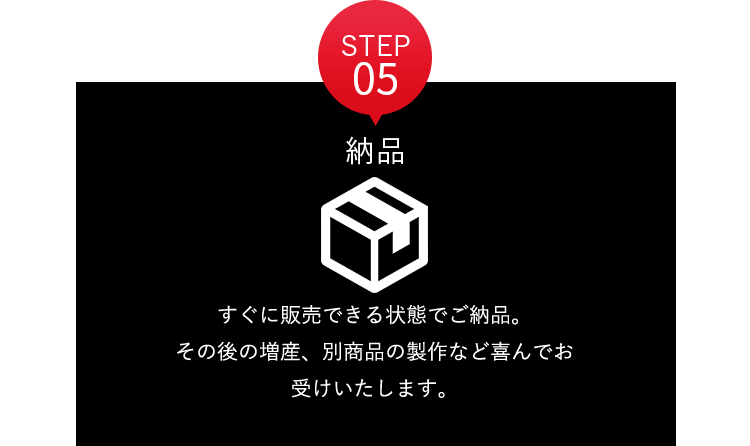 STEP
05
納品
すぐに販売できる状態でご納品。
その後の増産、別商品の製作など喜んでお
受けいたします。